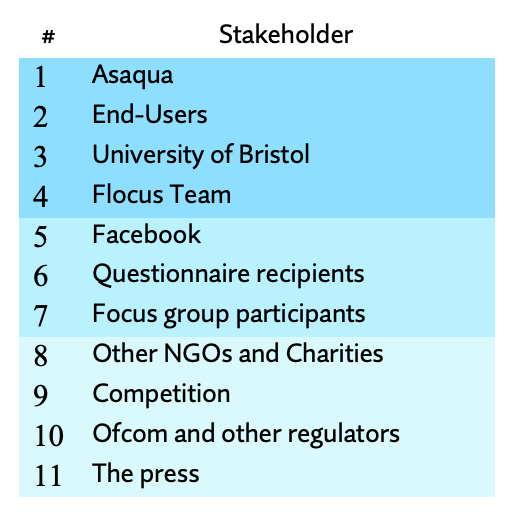 # Stakeholder
1 Asaqua
2 End-Users
3 University of Bristol
4 Flocus Team
5 Facebook
6 Questionnaire recipients
7 Focus group participants
8 Other NGOs and Charities
9 Competition
10 Ofcom and other regulators
11 The press